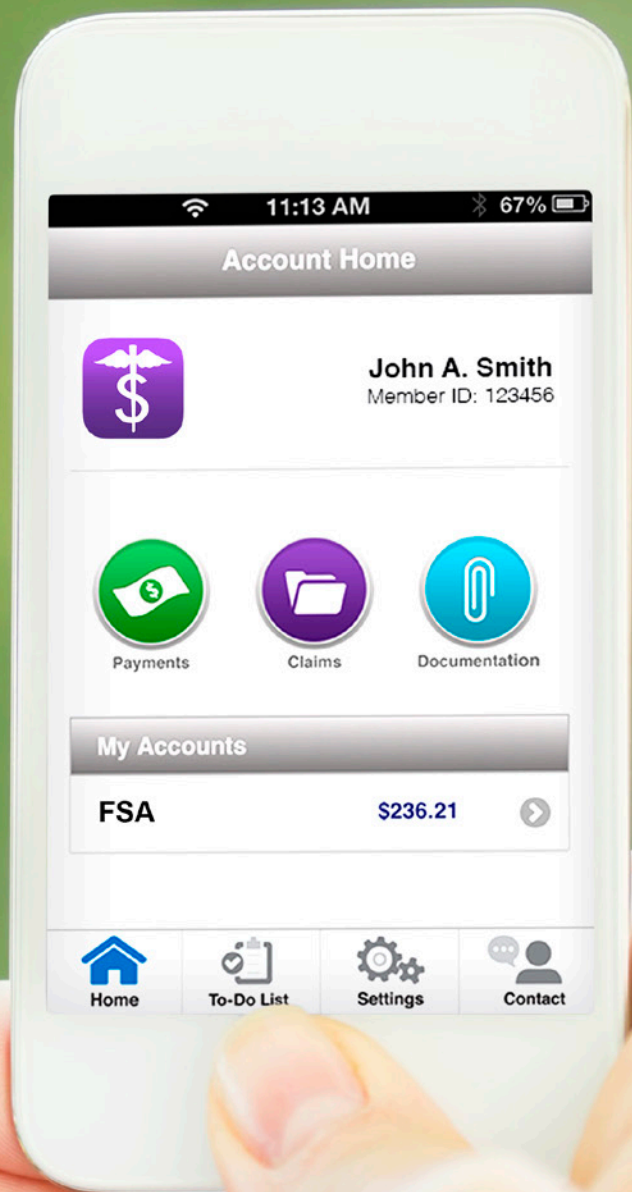 11:13 AM 67%
Account Home
$
John A. Smith
Member ID: 123456
$
Payments Claims Documentation
My Accounts
FSA $236.21
Home To-Do List Settings Contact